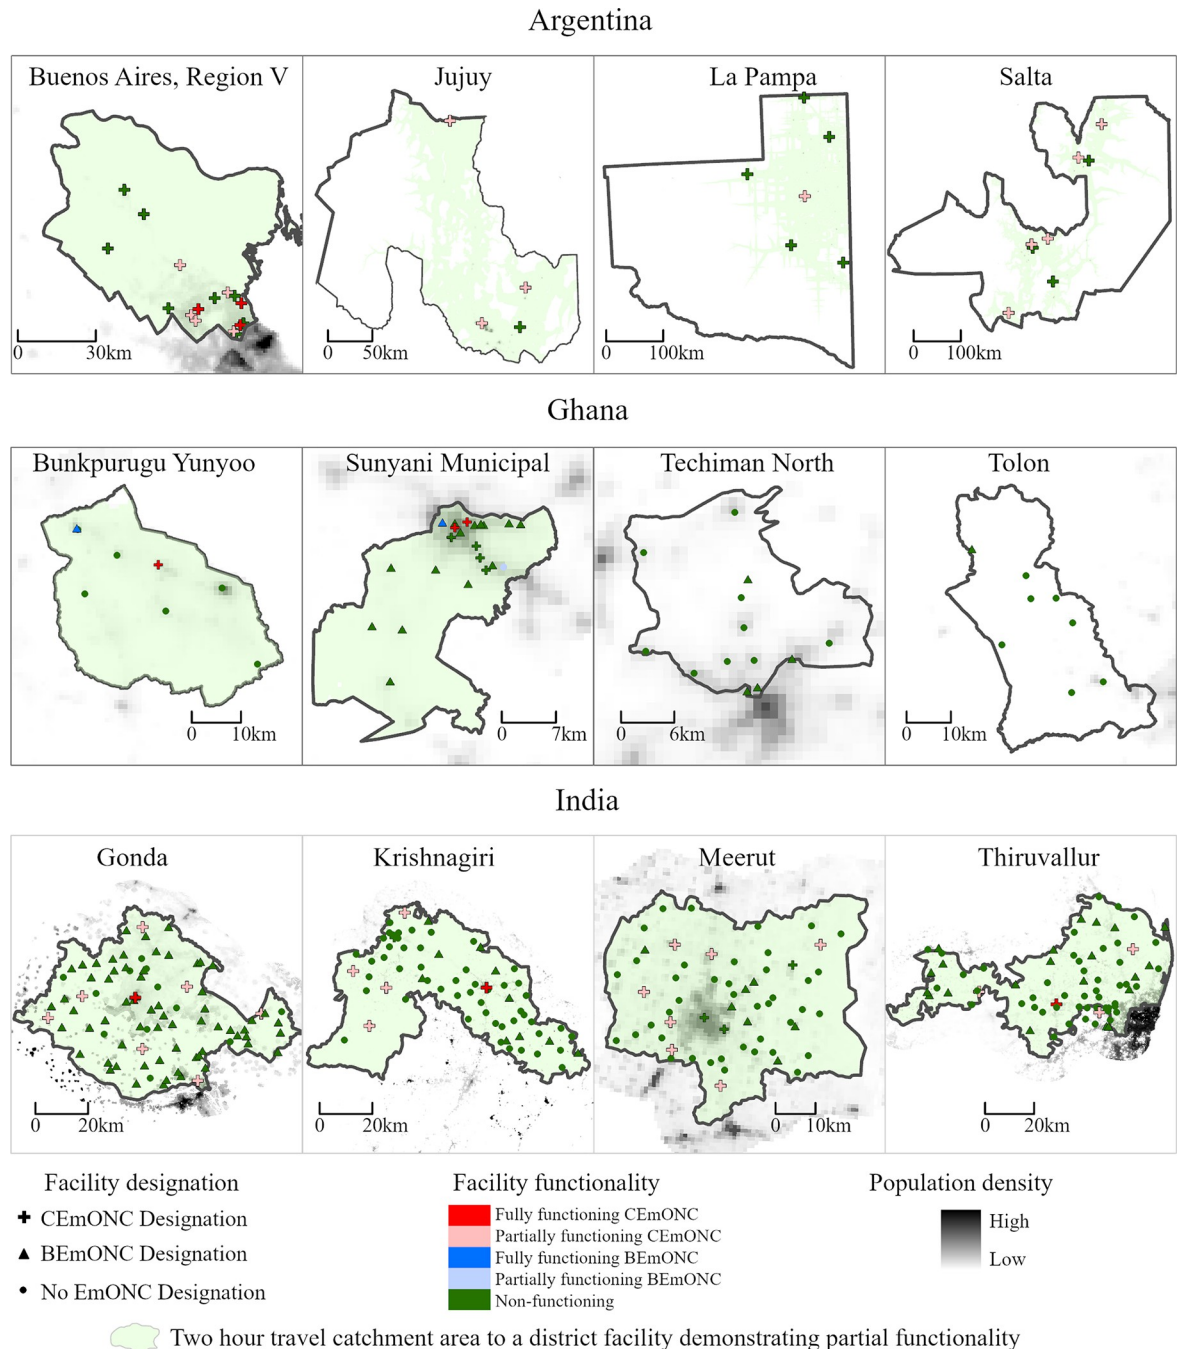 Argentina
Buenos Aires, Region V
Jujuy
La Pampa
Salta
0 30km
0 50km
0 100km
0 100km
Ghana
Bunkpurugu Yunyoo
Sunyani Municipal
Techiman North
Tolon
0 10km
0 7km
0 6km
0 10km
India
Gonda
Krishnagiri
Meerut
Thiruvallur
0 20km
0 20km
0 10km
0 20km
Facility designation
CEmONC Designation
BEmONC Designation
No EmONC Designation
Facility functionality
Fully functioning CEmONC
Partially functioning CEmONC
Fully functioning BEmONC
Partially functioning BEmONC
Non-functioning
Population density
High
Low
Two hour travel catchment area to a district facility demonstrating partial functionality